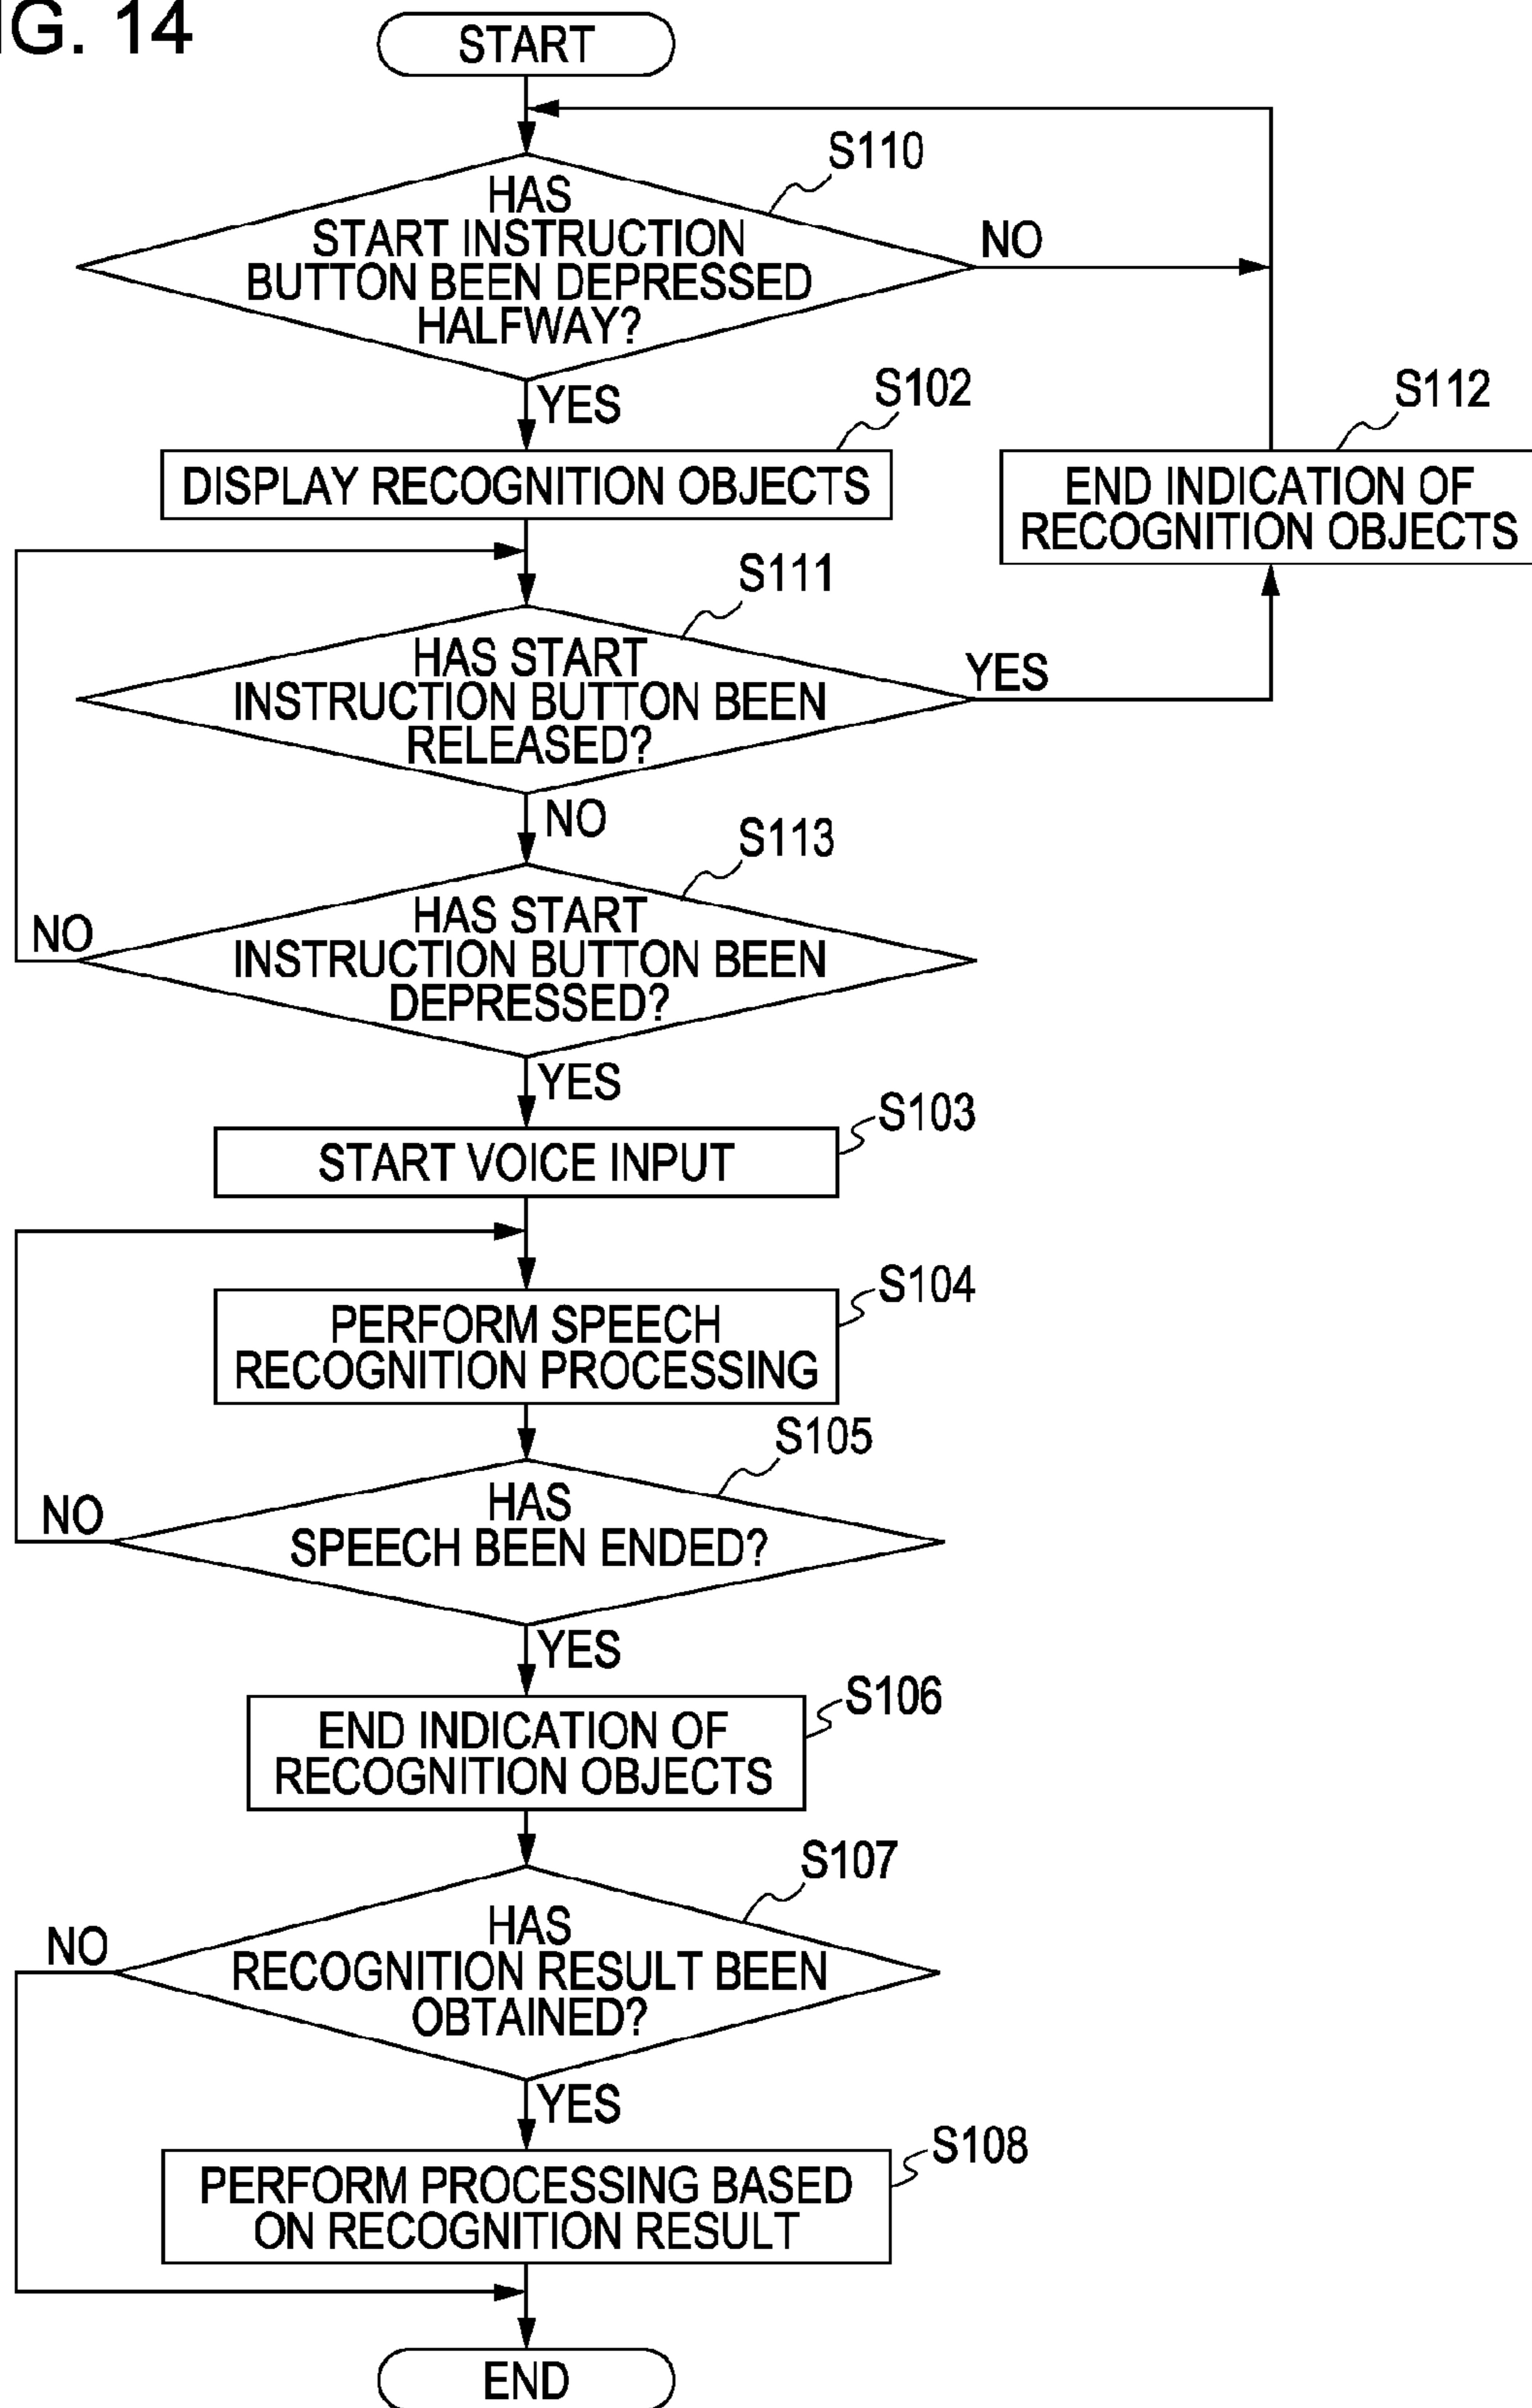 IG. 14
START
S110
HAS
START INSTRUCTION
BUTTON BEEN DEPRESSED
HALFWAY?
NO
YES
S102
DISPLAY RECOGNITION OBJECTS
S112
END INDICATION OF
RECOGNITION OBJECTS
S111
HAS START
INSTRUCTION BUTTON BEEN
RELEASED?
YES
NO
S113
HAS START
INSTRUCTION BUTTON BEEN
DEPRESSED?
NO
YES
S103
START VOICE INPUT
S104
PERFORM SPEECH
RECOGNITION PROCESSING
S105
HAS
SPEECH BEEN ENDED?
NO
YES
S106
END INDICATION OF
RECOGNITION OBJECTS
S107
HAS
RECOGNITION RESULT BEEN
OBTAINED?
NO
YES
S108
PERFORM PROCESSING BASED
ON RECOGNITION RESULT
END